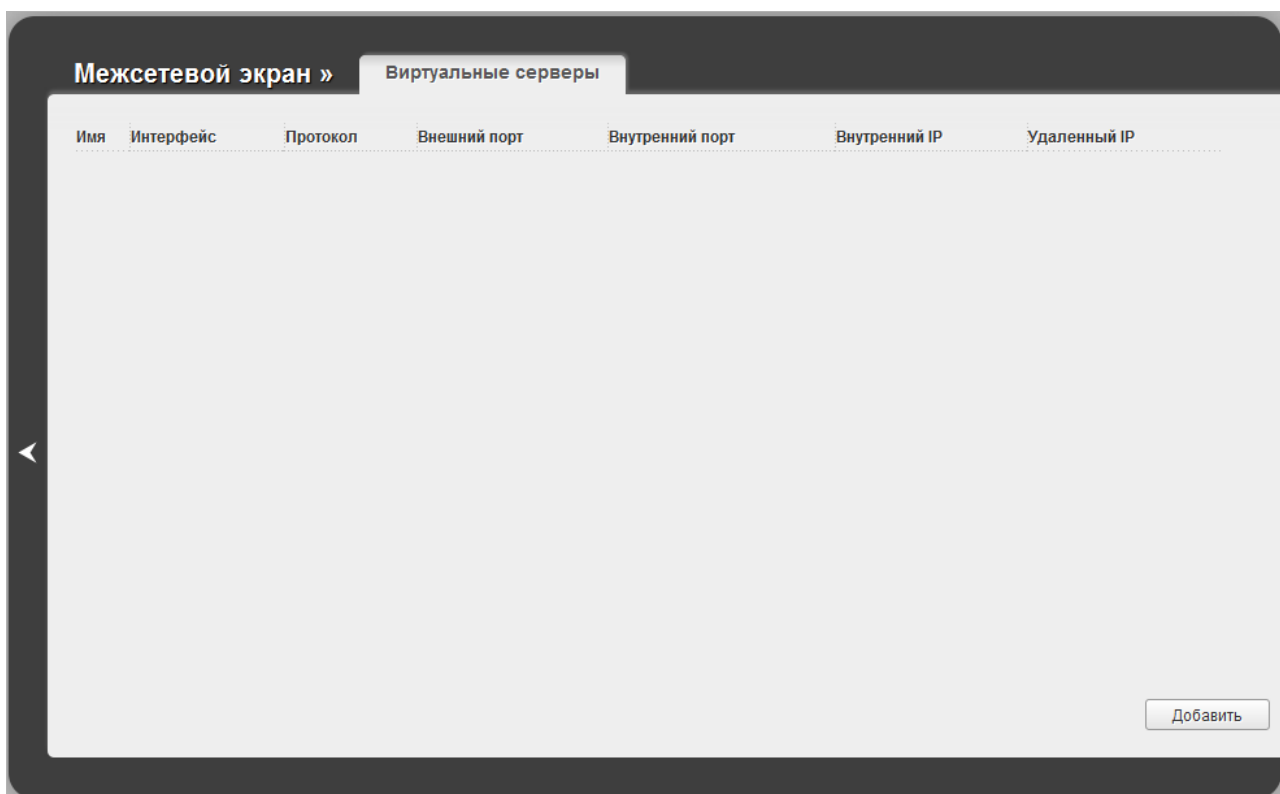 Межсетевой экран »
Виртуальные серверы
Имя Интерфейс Протокол Внешний порт Внутренний порт Внутренний IP Удаленный IP
Добавить